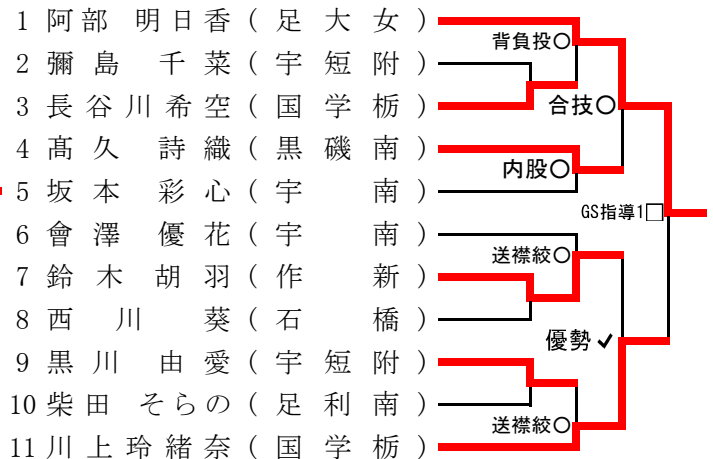 1 阿部 明日香(足大女)
背負投○
2 彌島 千菜(宇短附)
3 長谷川希空(国学栃)
合技○
4 髙久 詩織(黒磯南)
内股○
5 坂本 彩心(宇 南)
GS指導1□
6 會澤 優花(宇 南)
送襟絞○
7 鈴木 胡羽(作 新)
8 西川 葵(石 橋)
優勢✓
9 黒川 由愛(宇短附)
10 柴田 そらの(足利南)
送襟絞○
11 川上玲緒奈(国学栃)